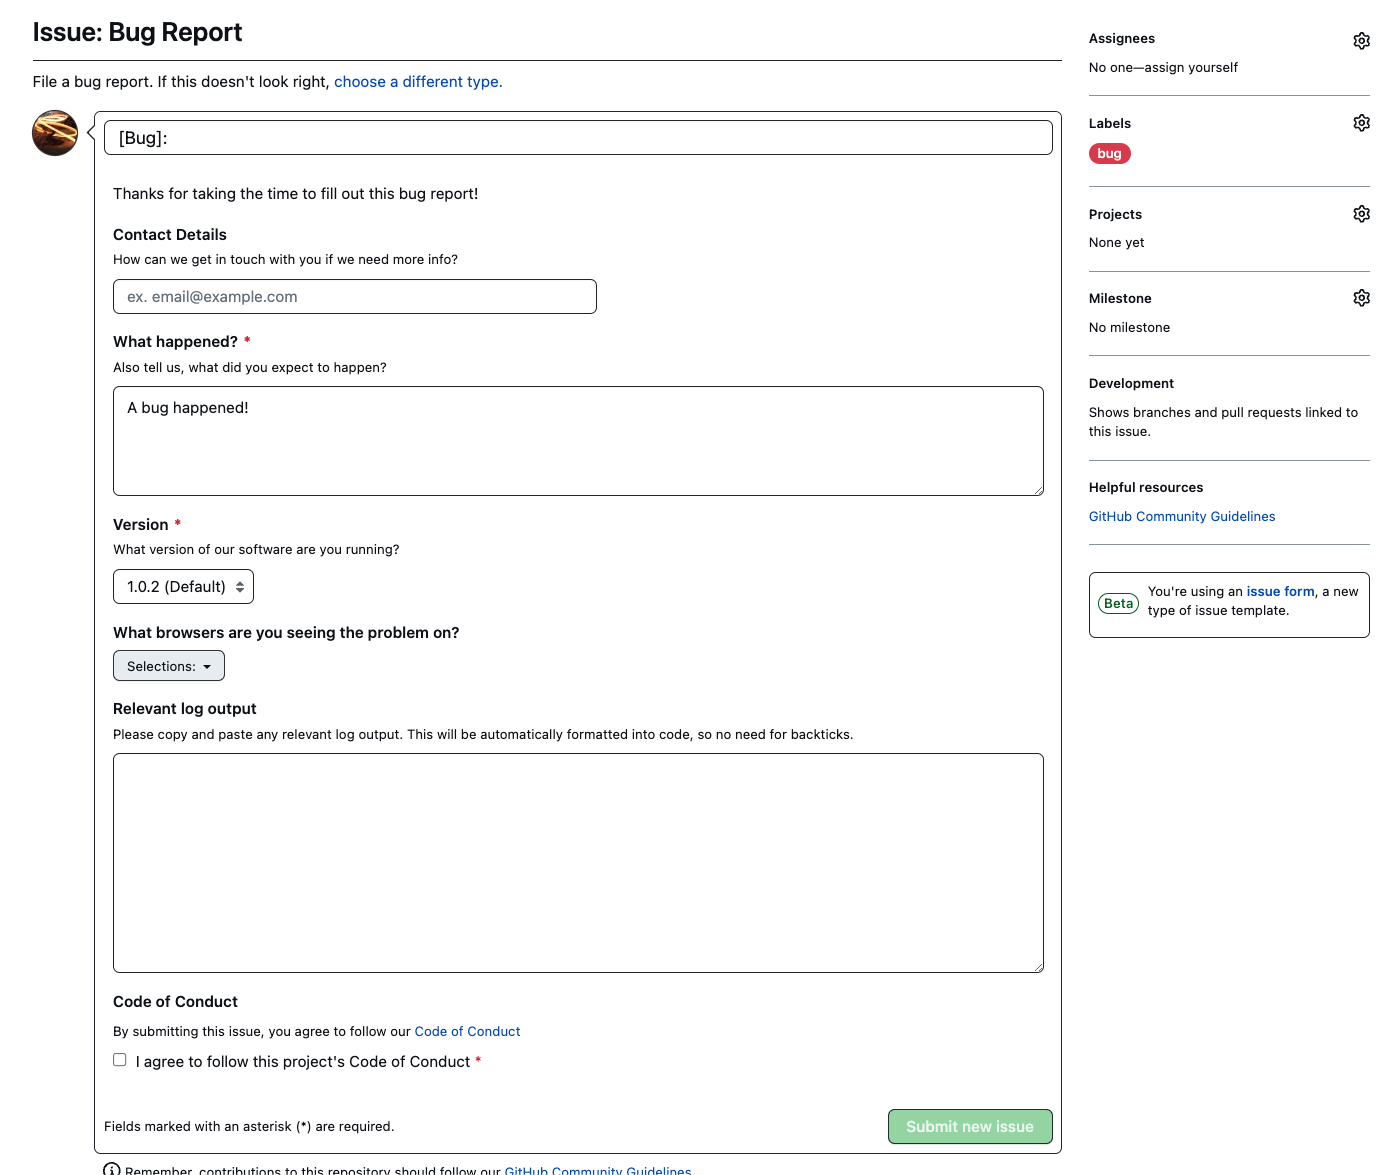 Issue: Bug Report
File a bug report. If this doesn't look right, choose a different type.
[Bug]:
Thanks for taking the time to fill out this bug report!
Contact Details
How can we get in touch with you if we need more info?
ex. email@example.com
What happened? *
Also tell us, what did you expect to happen?
A bug happened!
Version *
What version of our software are you running?
1.0.2 (Default)
What browsers are you seeing the problem on?
Selections:
Relevant log output
Please copy and paste any relevant log output. This will be automatically formatted into code, so no need for backticks.
Code of Conduct
By submitting this issue, you agree to follow our Code of Conduct
I agree to follow this project's Code of Conduct *
Fields marked with an asterisk (*) are required.
Submit new issue
Remember, contributions to this repository should follow our GitHub Community Guidelines
Assignees
No one—assign yourself
Labels
bug
Projects
None yet
Milestone
No milestone
Development
Shows branches and pull requests linked to
this issue.
Helpful resources
GitHub Community Guidelines
Beta
You're using an issue form, a new
type of issue template.